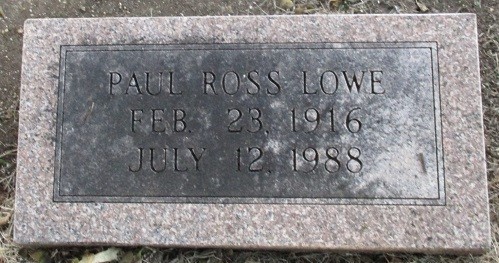 PAUL ROSS LOWE
FEB. 23, 1916
JULY 12, 1988